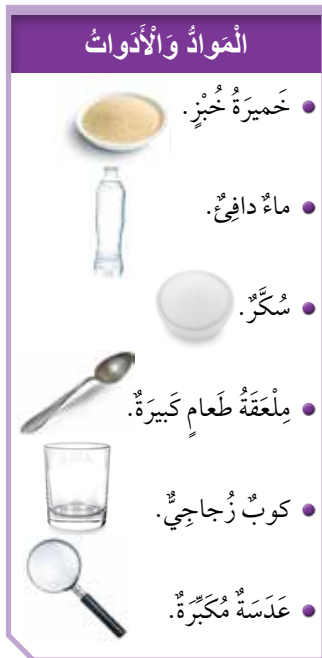 الْمَوادُّ وَالْأَدَواتُ
• خَميرَةُ خُبْزٍ.
• ماءٌ دافِئٌ.
• سُكَّرٌ.
• مِلْعَقَةُ طَعامٍ كَبيرَةٌ.
• كوبٌ زُجاجِيٌّ.
• عَدَسَةٌ مُكَبِّرَةٌ.